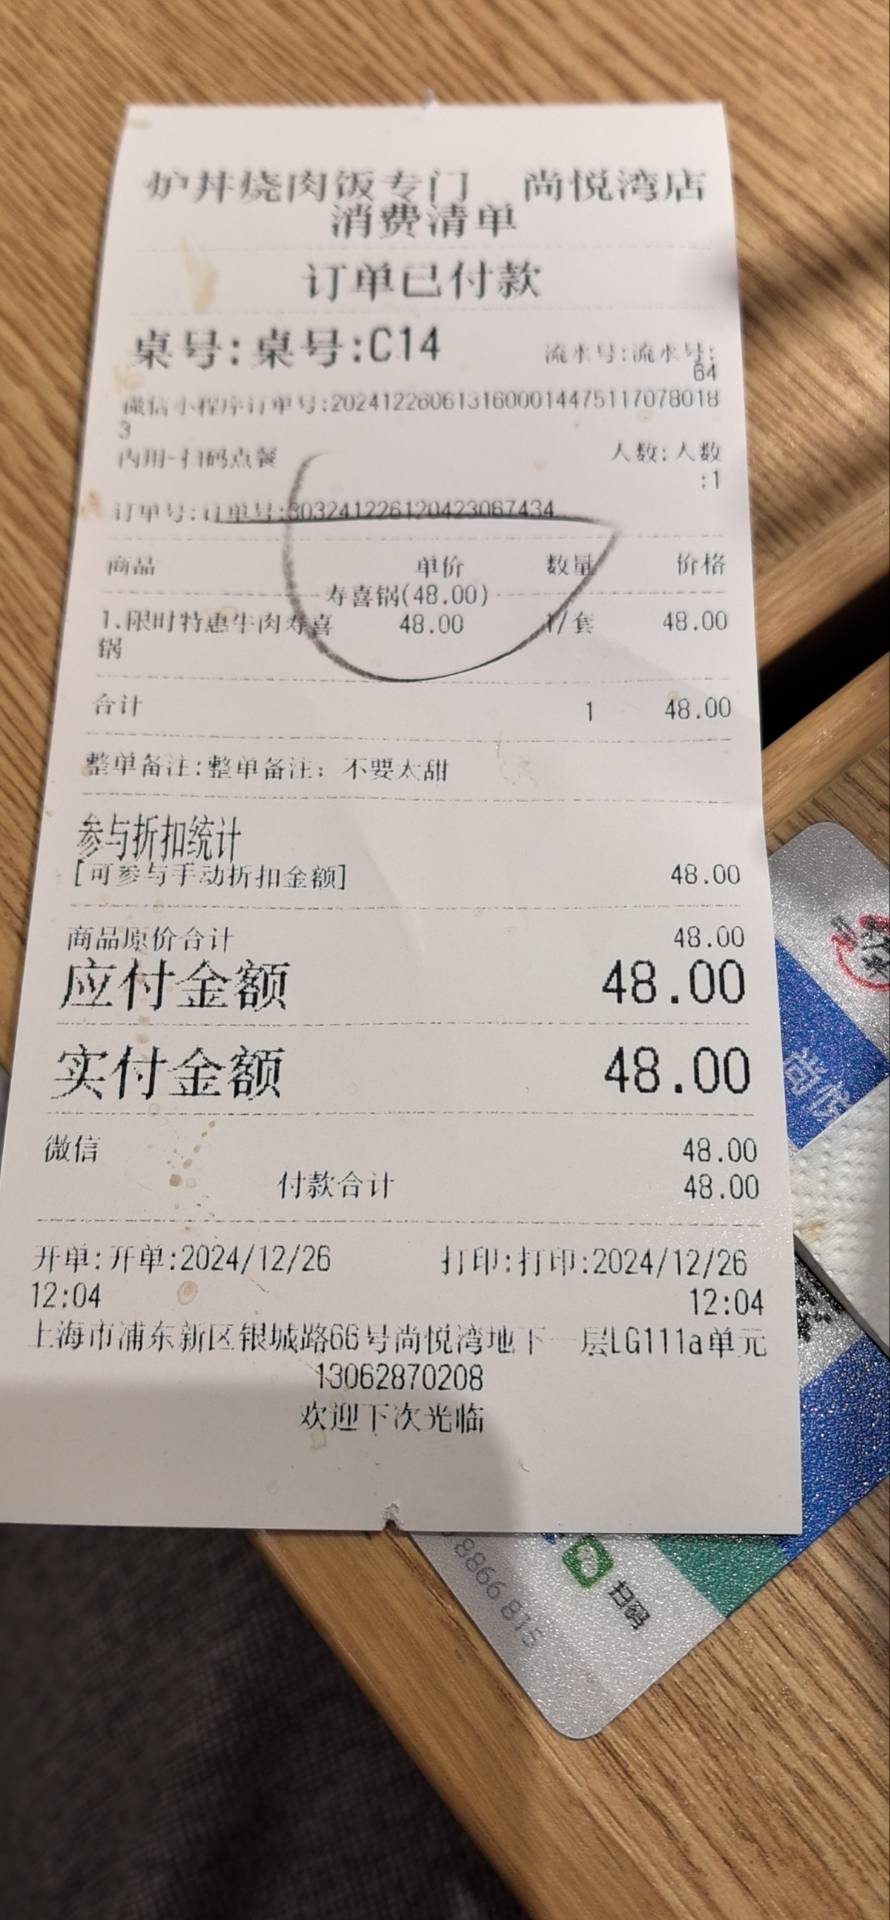 炉丼烧肉饭专门 尚悦湾店
消费清单
订单已付款
桌号:桌号:C14 流水号:流水号:
64
微信小程序订单号:2024122606131600014475117078018
3
内用-扫码点餐 人数:人数
:1
订单号:订单号:303241226120423067434
商品 单价 数量 价格
寿喜锅(48.00)
1.限时特惠牛肉寿喜 48.00 1/套 48.00
锅
合计 1 48.00
整单备注:整单备注: 不要太甜
参与折扣统计
[可参与手动折扣金额] 48.00
商品原价合计 48.00
应付金额 48.00
实付金额 48.00
微信 48.00
付款合计 48.00
开单:开单:2024/12/26 打印:打印:2024/12/26
12:04 12:04
上海市浦东新区银城路66号尚悦湾地下一层LG111a单元
13062870208
欢迎下次光临
尚悦
8866815
扫码